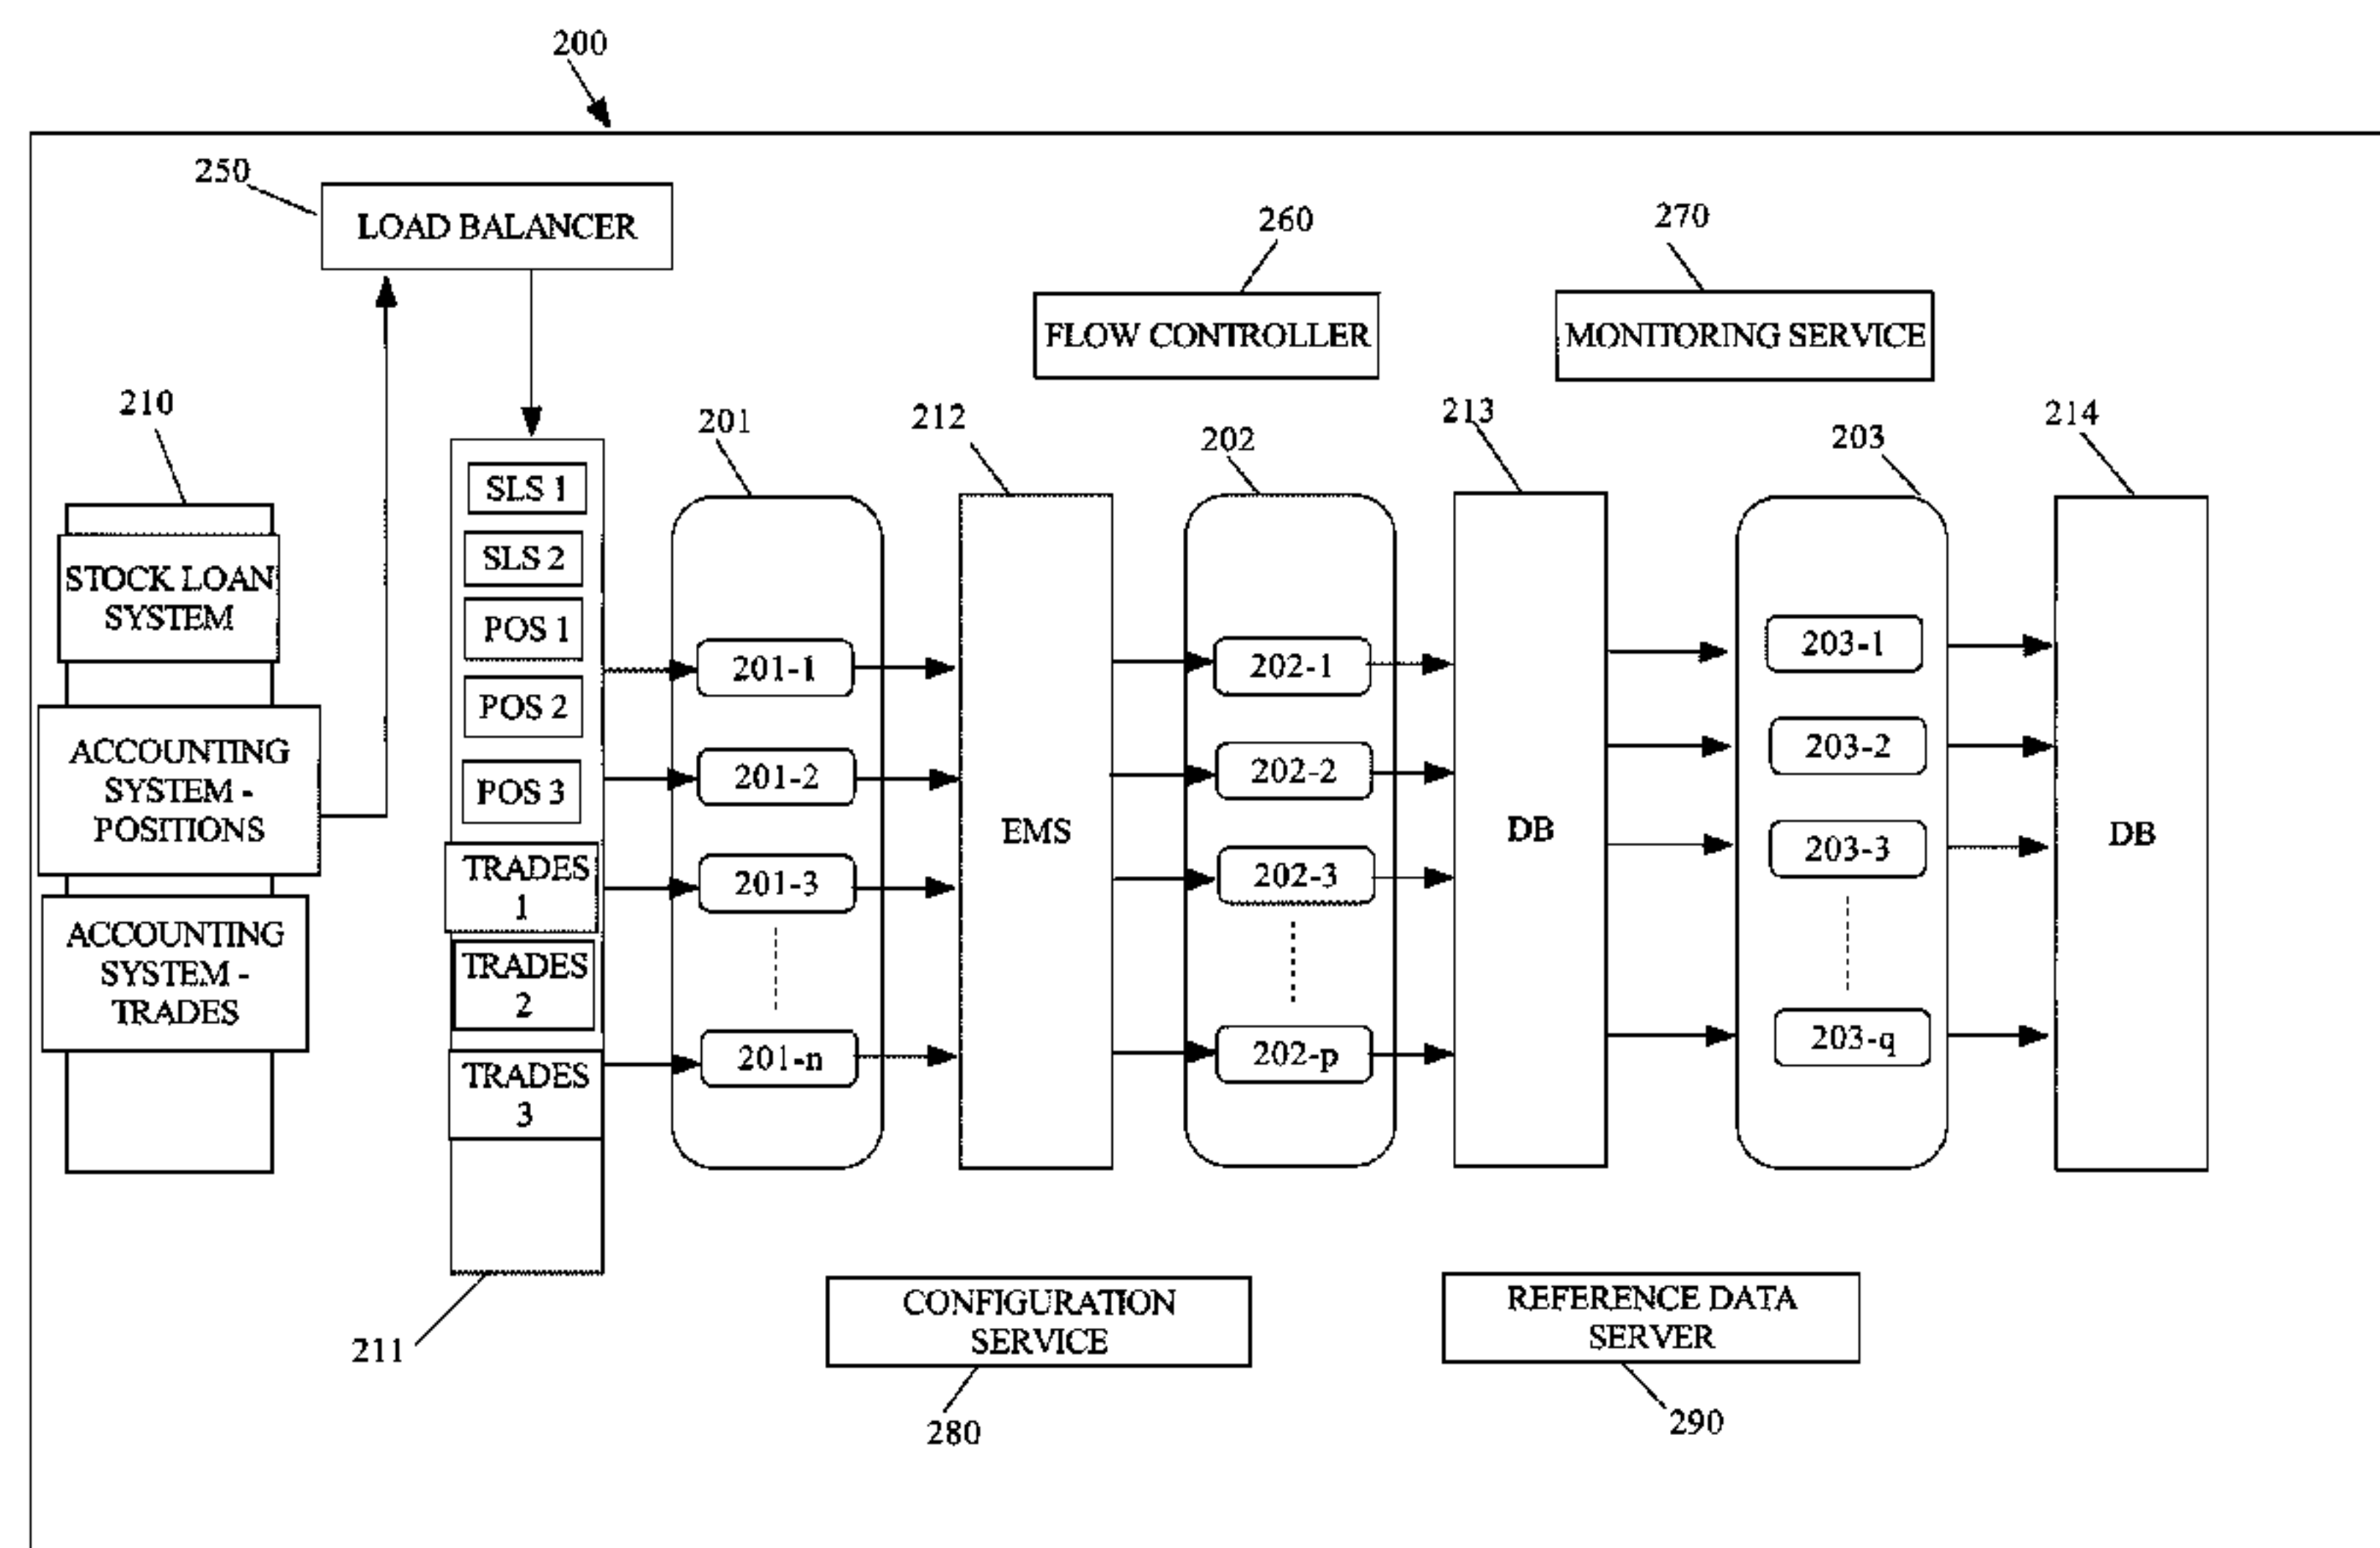 200
250
LOAD BALANCER
260
270
FLOW CONTROLLER
MONITORING SERVICE
210
201
212
202
213
203
214
STOCK LOAN
SYSTEM
ACCOUNTING
SYSTEM -
POSITIONS
ACCOUNTING
SYSTEM -
TRADES
SLS 1
SLS 2
POS 1
POS 2
POS 3
TRADES
1
TRADES
2
TRADES
3
211
201-1
201-2
201-3
201-n
EMS
202-1
202-2
202-3
202-p
DB
203-1
203-2
203-3
203-q
DB
CONFIGURATION
SERVICE
280
REFERENCE DATA
SERVER
290